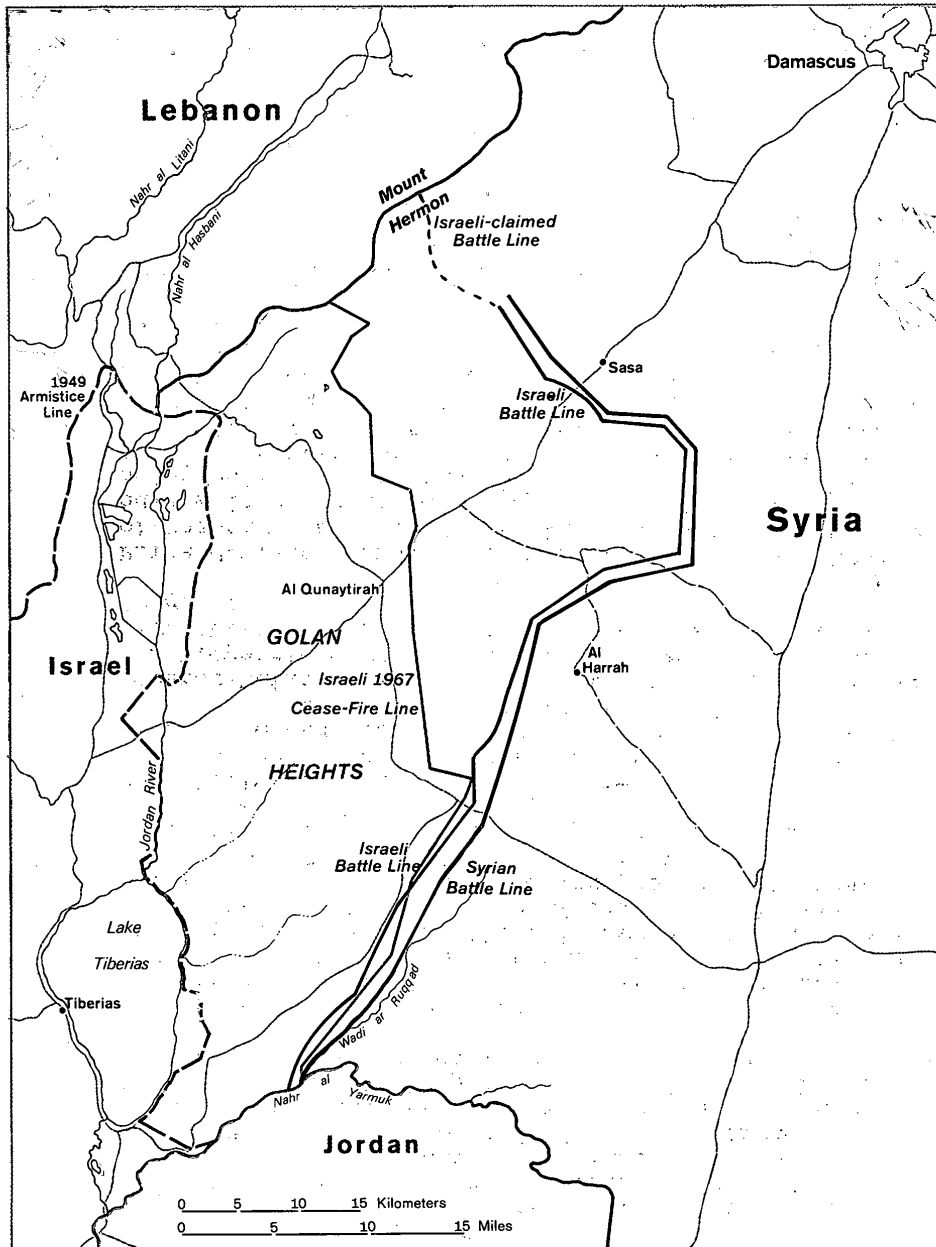 Damascus
Lebanon
Nahr al Litani
Mount
Hermon
Nahr al Hasbani
Israeli-claimed
Battle Line
Sasa
1949
Armistice
Line
Israeli
Battle Line
Syria
Al Qunaytirah
GOLAN
Al
Harrah
Israel
Israeli 1967
Cease-Fire Line
HEIGHTS
Jordan River
Israeli
Battle Line
Syrian
Battle Line
Lake
Tiberias
Tiberias
Wadi ar Ruqqad
Nahr al Yarmuk
Jordan
0 5 10 15 Kilometers
0 5 10 15 Miles